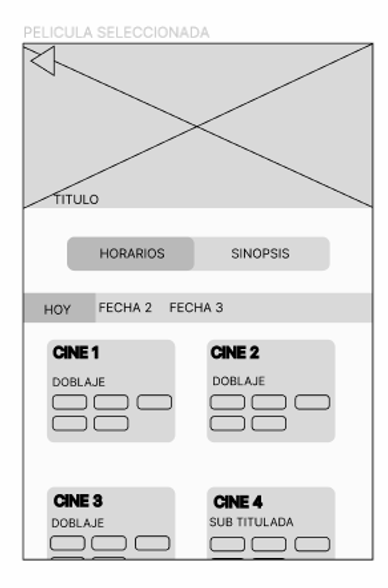 PELICULA SELECCIONADA
TITULO
HORARIOS SINOPSIS
HOY FECHA 2 FECHA 3
CINE 1 CINE 2
DOBLAJE DOBLAJE
CINE 3 CINE 4
DOBLAJE SUB TITULADA